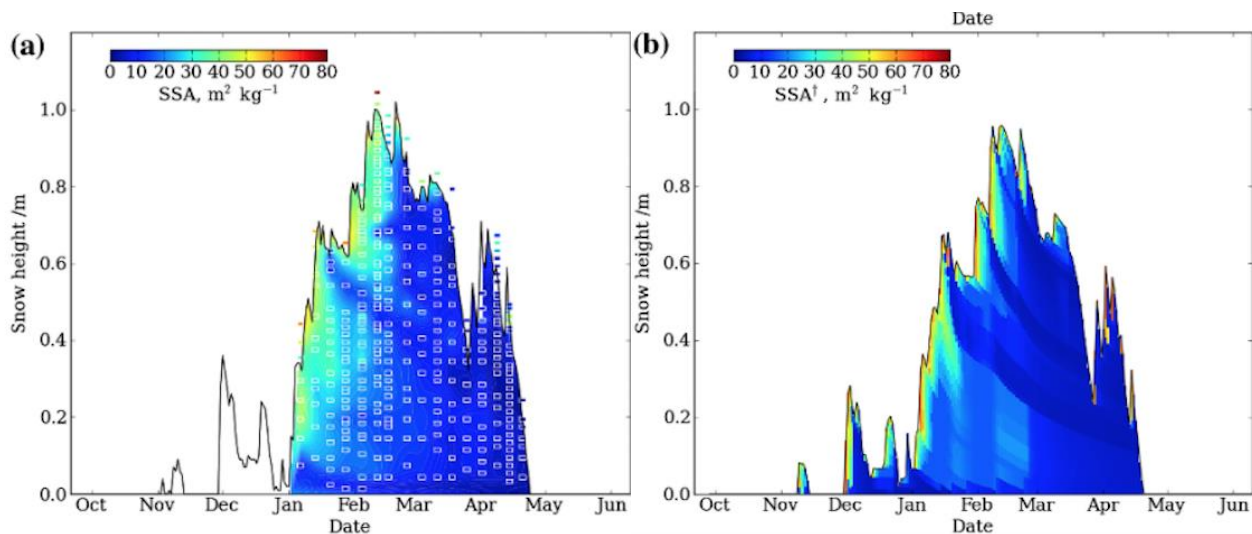 Date
(a)
0 10 20 30 40 50 60 70 80
SSA, m² kg⁻¹
Snow height /m
1.0
0.8
0.6
0.4
0.2
0.0
Oct Nov Dec Jan Feb Mar Apr May Jun
Date
(b)
0 10 20 30 40 50 60 70 80
SSA† , m² kg⁻¹
Snow height /m
1.0
0.8
0.6
0.4
0.2
0.0
Oct Nov Dec Jan Feb Mar Apr May Jun
Date